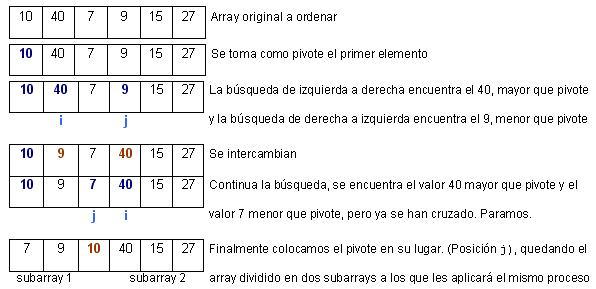 10 40 7 9 15 27 Array original a ordenar
10 40 7 9 15 27 Se toma como pivote el primer elemento
10 40 7 9 15 27 La búsqueda de izquierda a derecha encuentra el 40, mayor que pivote
i j y la búsqueda de derecha a izquierda encuentra el 9, menor que pivote
10 9 7 40 15 27 Se intercambian
10 9 7 40 15 27 Continua la búsqueda, se encuentra el valor 40 mayor que pivote y el
j i valor 7 menor que pivote, pero ya se han cruzado. Paramos.
7 9 10 40 15 27 Finalmente colocamos el pivote en su lugar. (Posición j), quedando el
subarray 1 subarray 2 array dividido en dos subarrays a los que les aplicará el mismo proceso